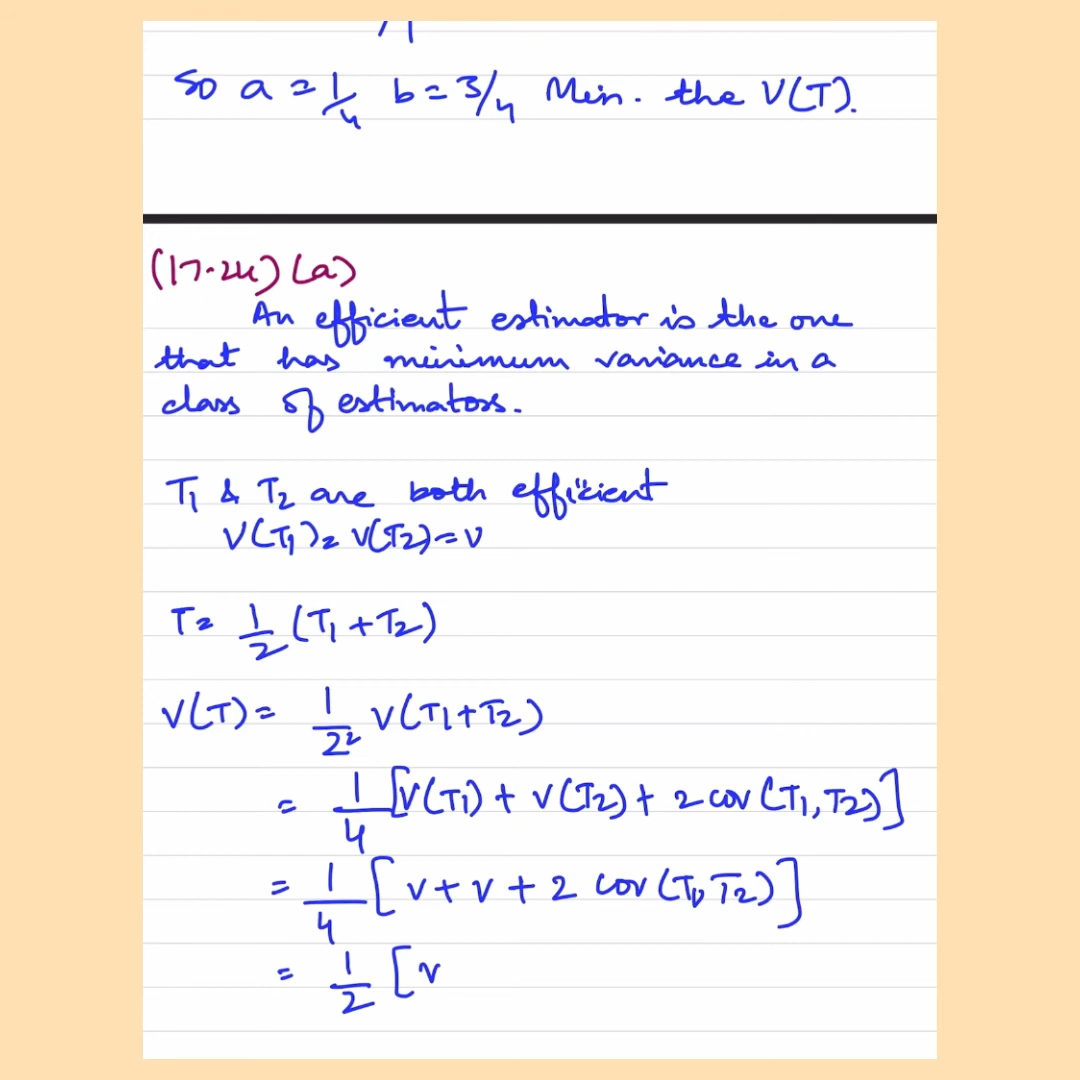 So a = 1/4 b = 3/4 Min. the V(T).
(17.24) (a)
An efficient estimator is the one
that has minimum variance in a
class of estimators.
T1 & T2 are both efficient
V(T1) = V(T2) = v
T = 1/2 (T1 + T2)
V(T) = 1/2² V(T1 + T2)
= 1/4 [V(T1) + V(T2) + 2 cov (T1, T2)]
= 1/4 [v + v + 2 cov (T1, T2)]
= 1/2 [v